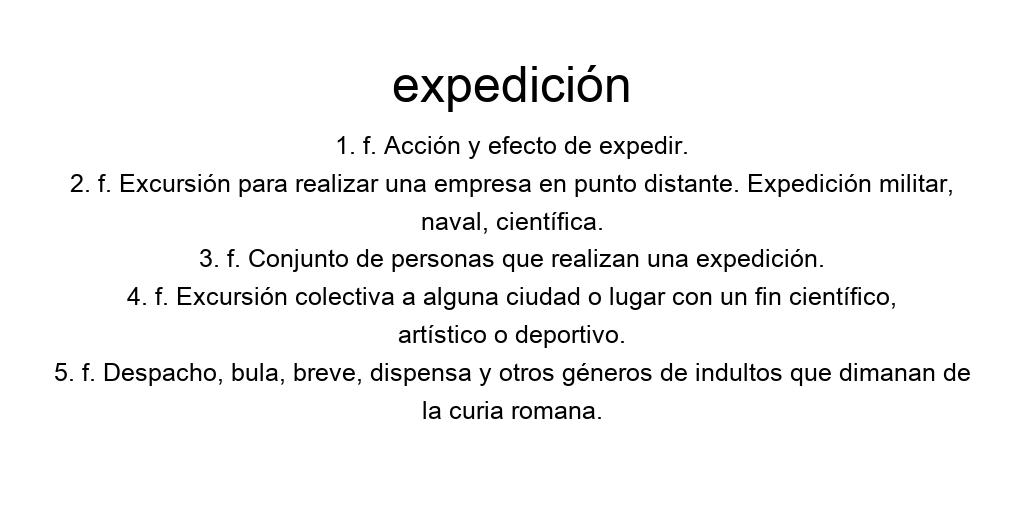 expedición
1. f. Acción y efecto de expedir.
2. f. Excursión para realizar una empresa en punto distante. Expedición militar,
naval, científica.
3. f. Conjunto de personas que realizan una expedición.
4. f. Excursión colectiva a alguna ciudad o lugar con un fin científico,
artístico o deportivo.
5. f. Despacho, bula, breve, dispensa y otros géneros de indultos que dimanan de
la curia romana.